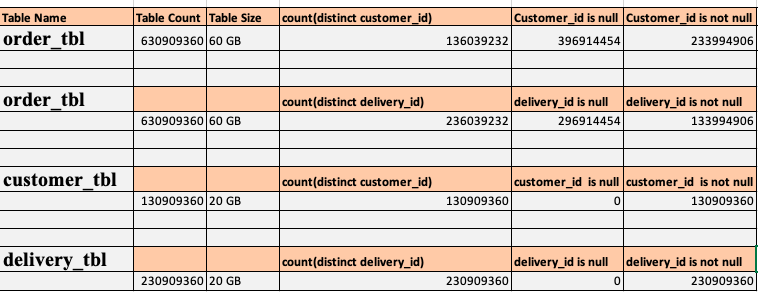 Table Name Table Count Table Size count(distinct customer_id) Customer_id is null Customer_id is not null
order_tbl 630909360 60 GB 136039232 396914454 233994906
order_tbl count(distinct delivery_id) delivery_id is null delivery_id is not null
630909360 60 GB 236039232 296914454 133994906
customer_tbl count(distinct customer_id) customer_id is null customer_id is not null
130909360 20 GB 130909360 0 130909360
delivery_tbl count(distinct delivery_id) delivery_id is null delivery_id is not null
230909360 20 GB 230909360 0 230909360